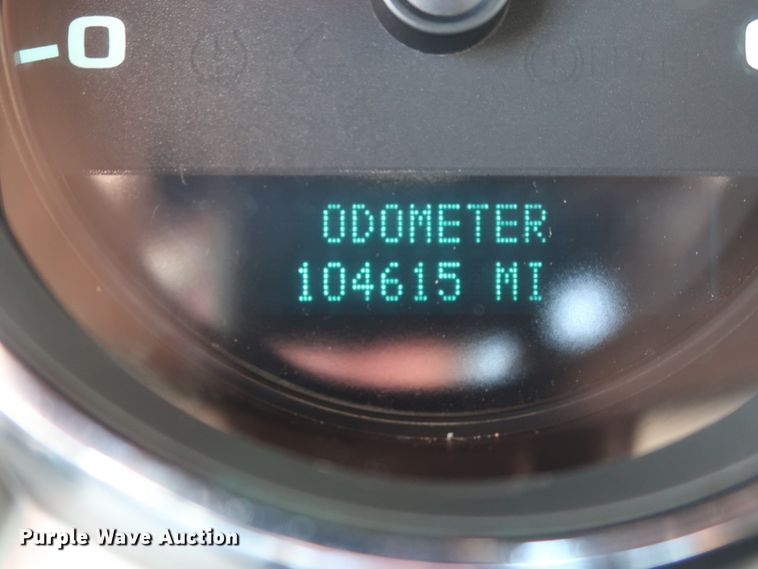 0
ODOMETER
104615 MI
Purple Wave Auction